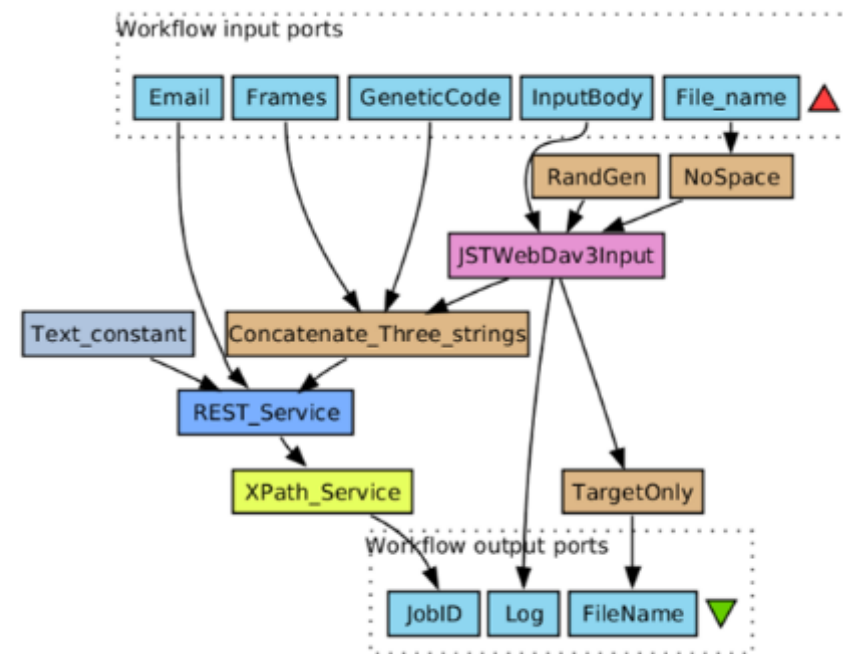 Workflow input ports
Email
Frames
GeneticCode
InputBody
File_name
RandGen
NoSpace
JSTWebDav3Input
Text_constant
Concatenate_Three_strings
REST_Service
XPath_Service
TargetOnly
Workflow output ports
JobID
Log
FileName